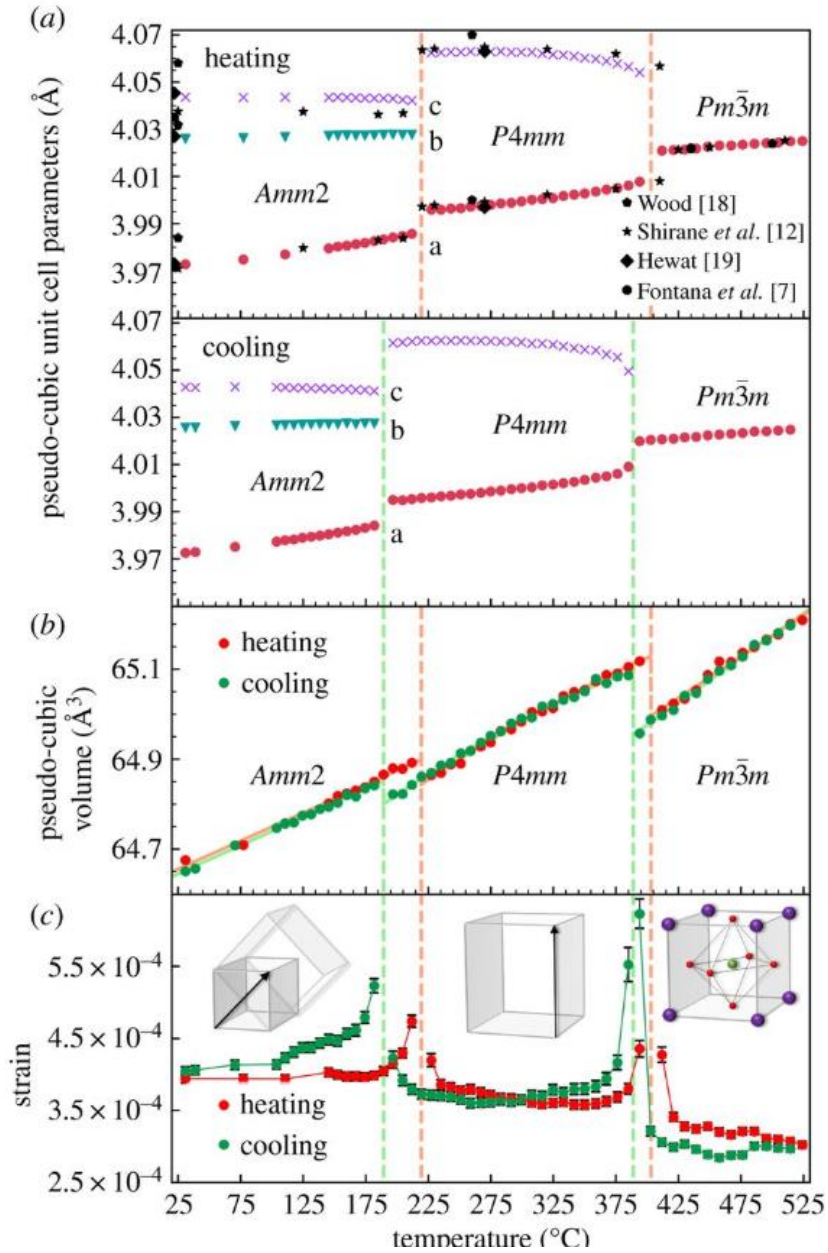 (a)
4.07
4.05
4.03
4.01
3.99
3.97
heating
c
b
a
Amm2
P4mm
Pm3̄m
Wood [18]
Shirane et al. [12]
Hewat [19]
Fontana et al. [7]
pseudo-cubic unit cell parameters (Å)
4.07
4.05
4.03
4.01
3.99
3.97
cooling
c
b
a
Amm2
P4mm
Pm3̄m
(b)
pseudo-cubic
volume (Å³)
65.1
64.9
64.7
heating
cooling
Amm2
P4mm
Pm3̄m
(c)
strain
5.5 × 10⁻⁴
4.5 × 10⁻⁴
3.5 × 10⁻⁴
2.5 × 10⁻⁴
heating
cooling
25 75 125 175 225 275 325 375 425 475 525
temperature (°C)